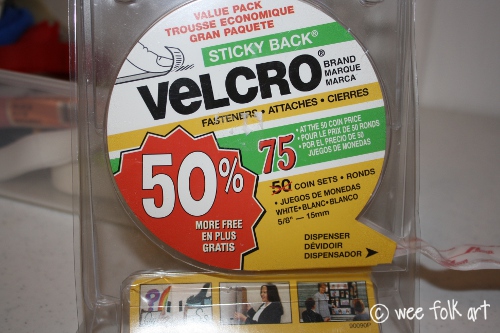 VALUE PACK
TROUSSE ECONOMIQUE
GRAN PAQUETE
STICKY BACK®
VELCRO®
BRAND
MARQUE
MARCA
FASTENERS • ATTACHES • CIERRES
50%
MORE FREE
EN PLUS
GRATIS
75
• AT THE 50 COIN PRICE
• POUR LE PRIX DE 50 RONDS
• POR EL PRECIO DE 50
JUEGOS DE MONEDAS
50 COIN SETS • RONDS
• JUEGOS DE MONEDAS
WHITE•BLANC•BLANCO
5/8" — 15mm
DISPENSER
DÉVIDOIR
DISPENSADOR
90090P
wee folk art